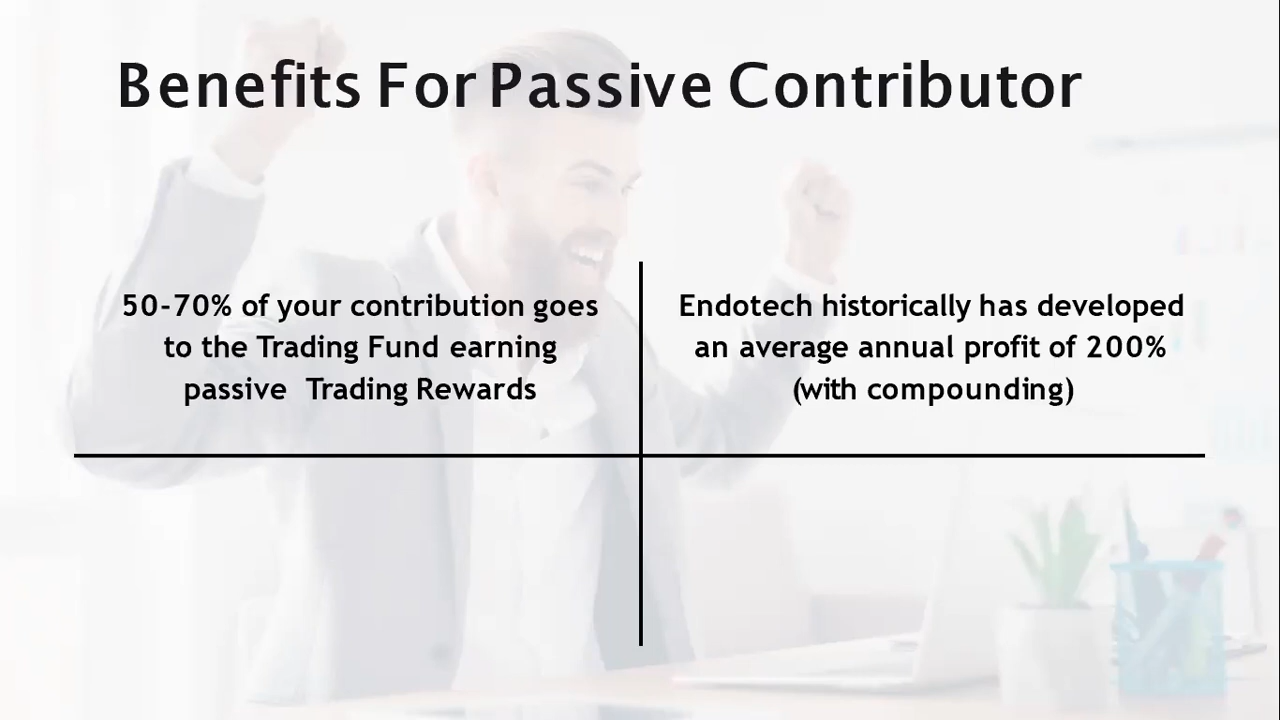 Benefits For Passive Contributor
50-70% of your contribution goes
to the Trading Fund earning
passive  Trading Rewards
Endotech historically has developed
an average annual profit of 200%
(with compounding)